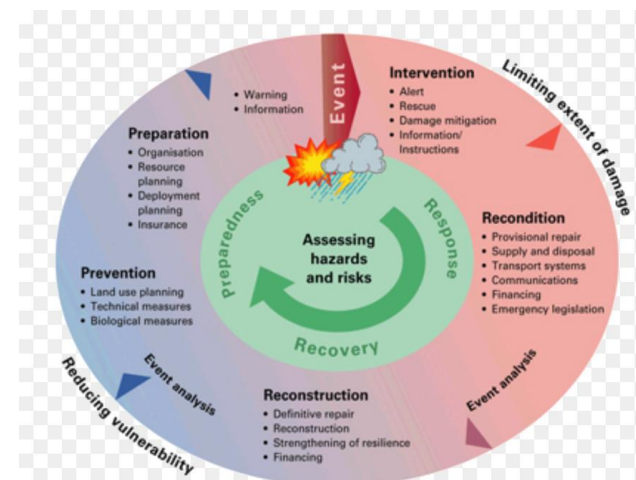 Event
Intervention
• Alert
• Rescue
• Damage mitigation
• Information/
Instructions
Limiting extent of damage
Recondition
• Provisional repair
• Supply and disposal
• Transport systems
• Communications
• Financing
• Emergency legislation
Event analysis
Reconstruction
• Definitive repair
• Reconstruction
• Strengthening of resilience
• Financing
Event analysis
Reducing vulnerability
Prevention
• Land use planning
• Technical measures
• Biological measures
Preparation
• Organisation
• Resource
planning
• Deployment
planning
• Insurance
• Warning
• Information
Preparedness
Response
Recovery
Assessing
hazards
and risks